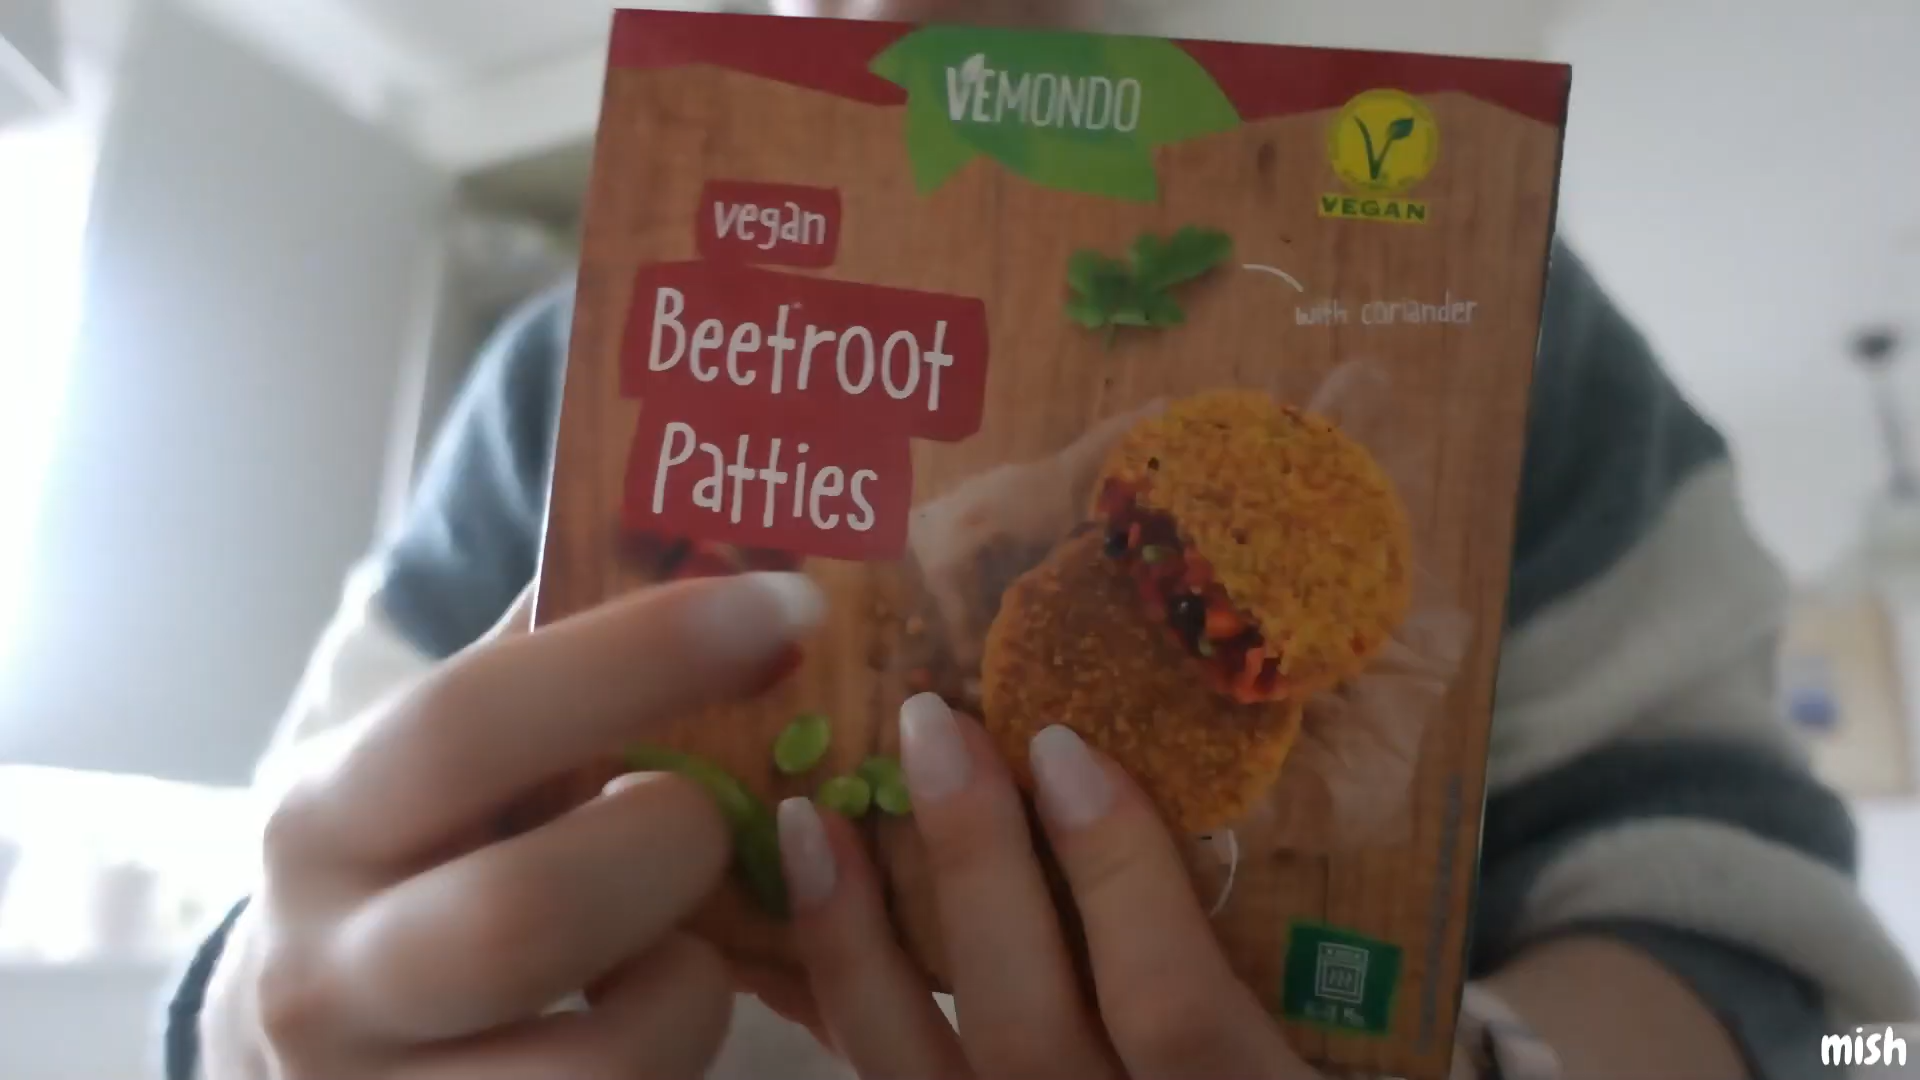 VEMONDO
VEGAN
vegan
Beetroot
Patties
with coriander
mish